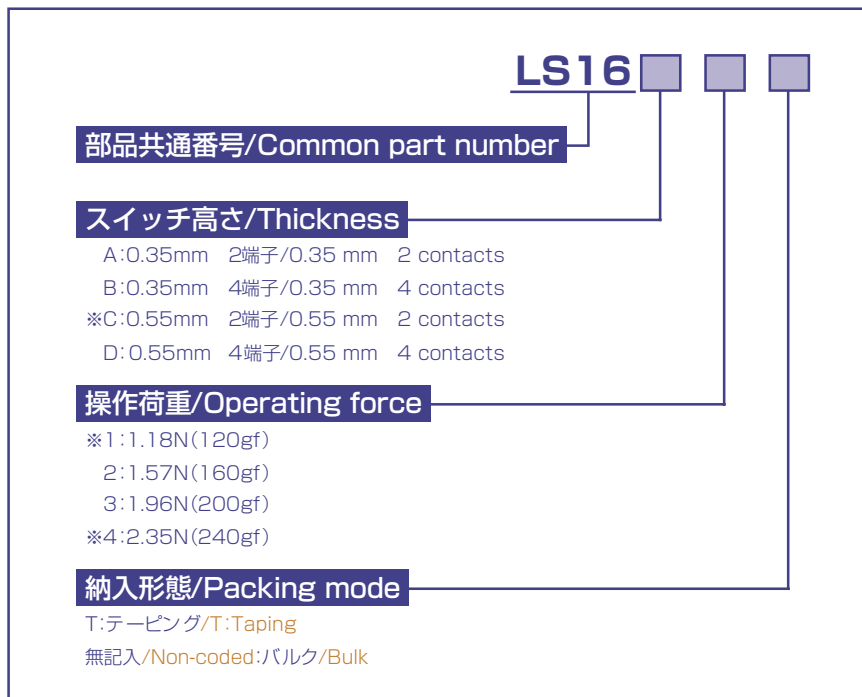 LS16
部品共通番号/Common part number
スイッチ高さ/Thickness
A:0.35mm 2端子/0.35 mm 2 contacts
B:0.35mm 4端子/0.35 mm 4 contacts
※C:0.55mm 2端子/0.55 mm 2 contacts
D:0.55mm 4端子/0.55 mm 4 contacts
操作荷重/Operating force
※1:1.18N(120gf)
2:1.57N(160gf)
3:1.96N(200gf)
※4:2.35N(240gf)
納入形態/Packing mode
T:テーピング/T:Taping
無記入/Non-coded:バルク/Bulk